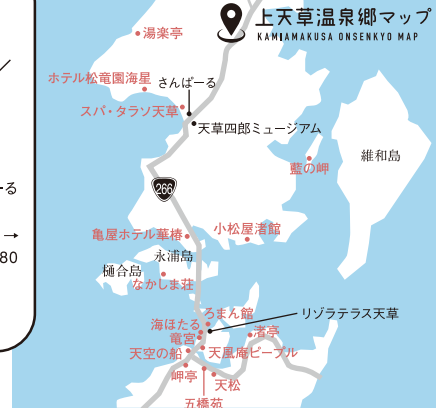 上天草温泉郷マップ
KAMIAMAKUSA ONSENKYO MAP
湯楽亭
ホテル松竜園海星
さんぱーる
スパ・タラソ天草
天草四郎ミュージアム
藍の岬
維和島
る
266
→
80
亀屋ホテル華椿
小松屋渚館
永浦島
樋合島
なかしま荘
ろまん館
リゾラテラス天草
海ほたる
渚亭
竜宮
天空の船
天風庵ピープル
岬亭
天松
五橋苑